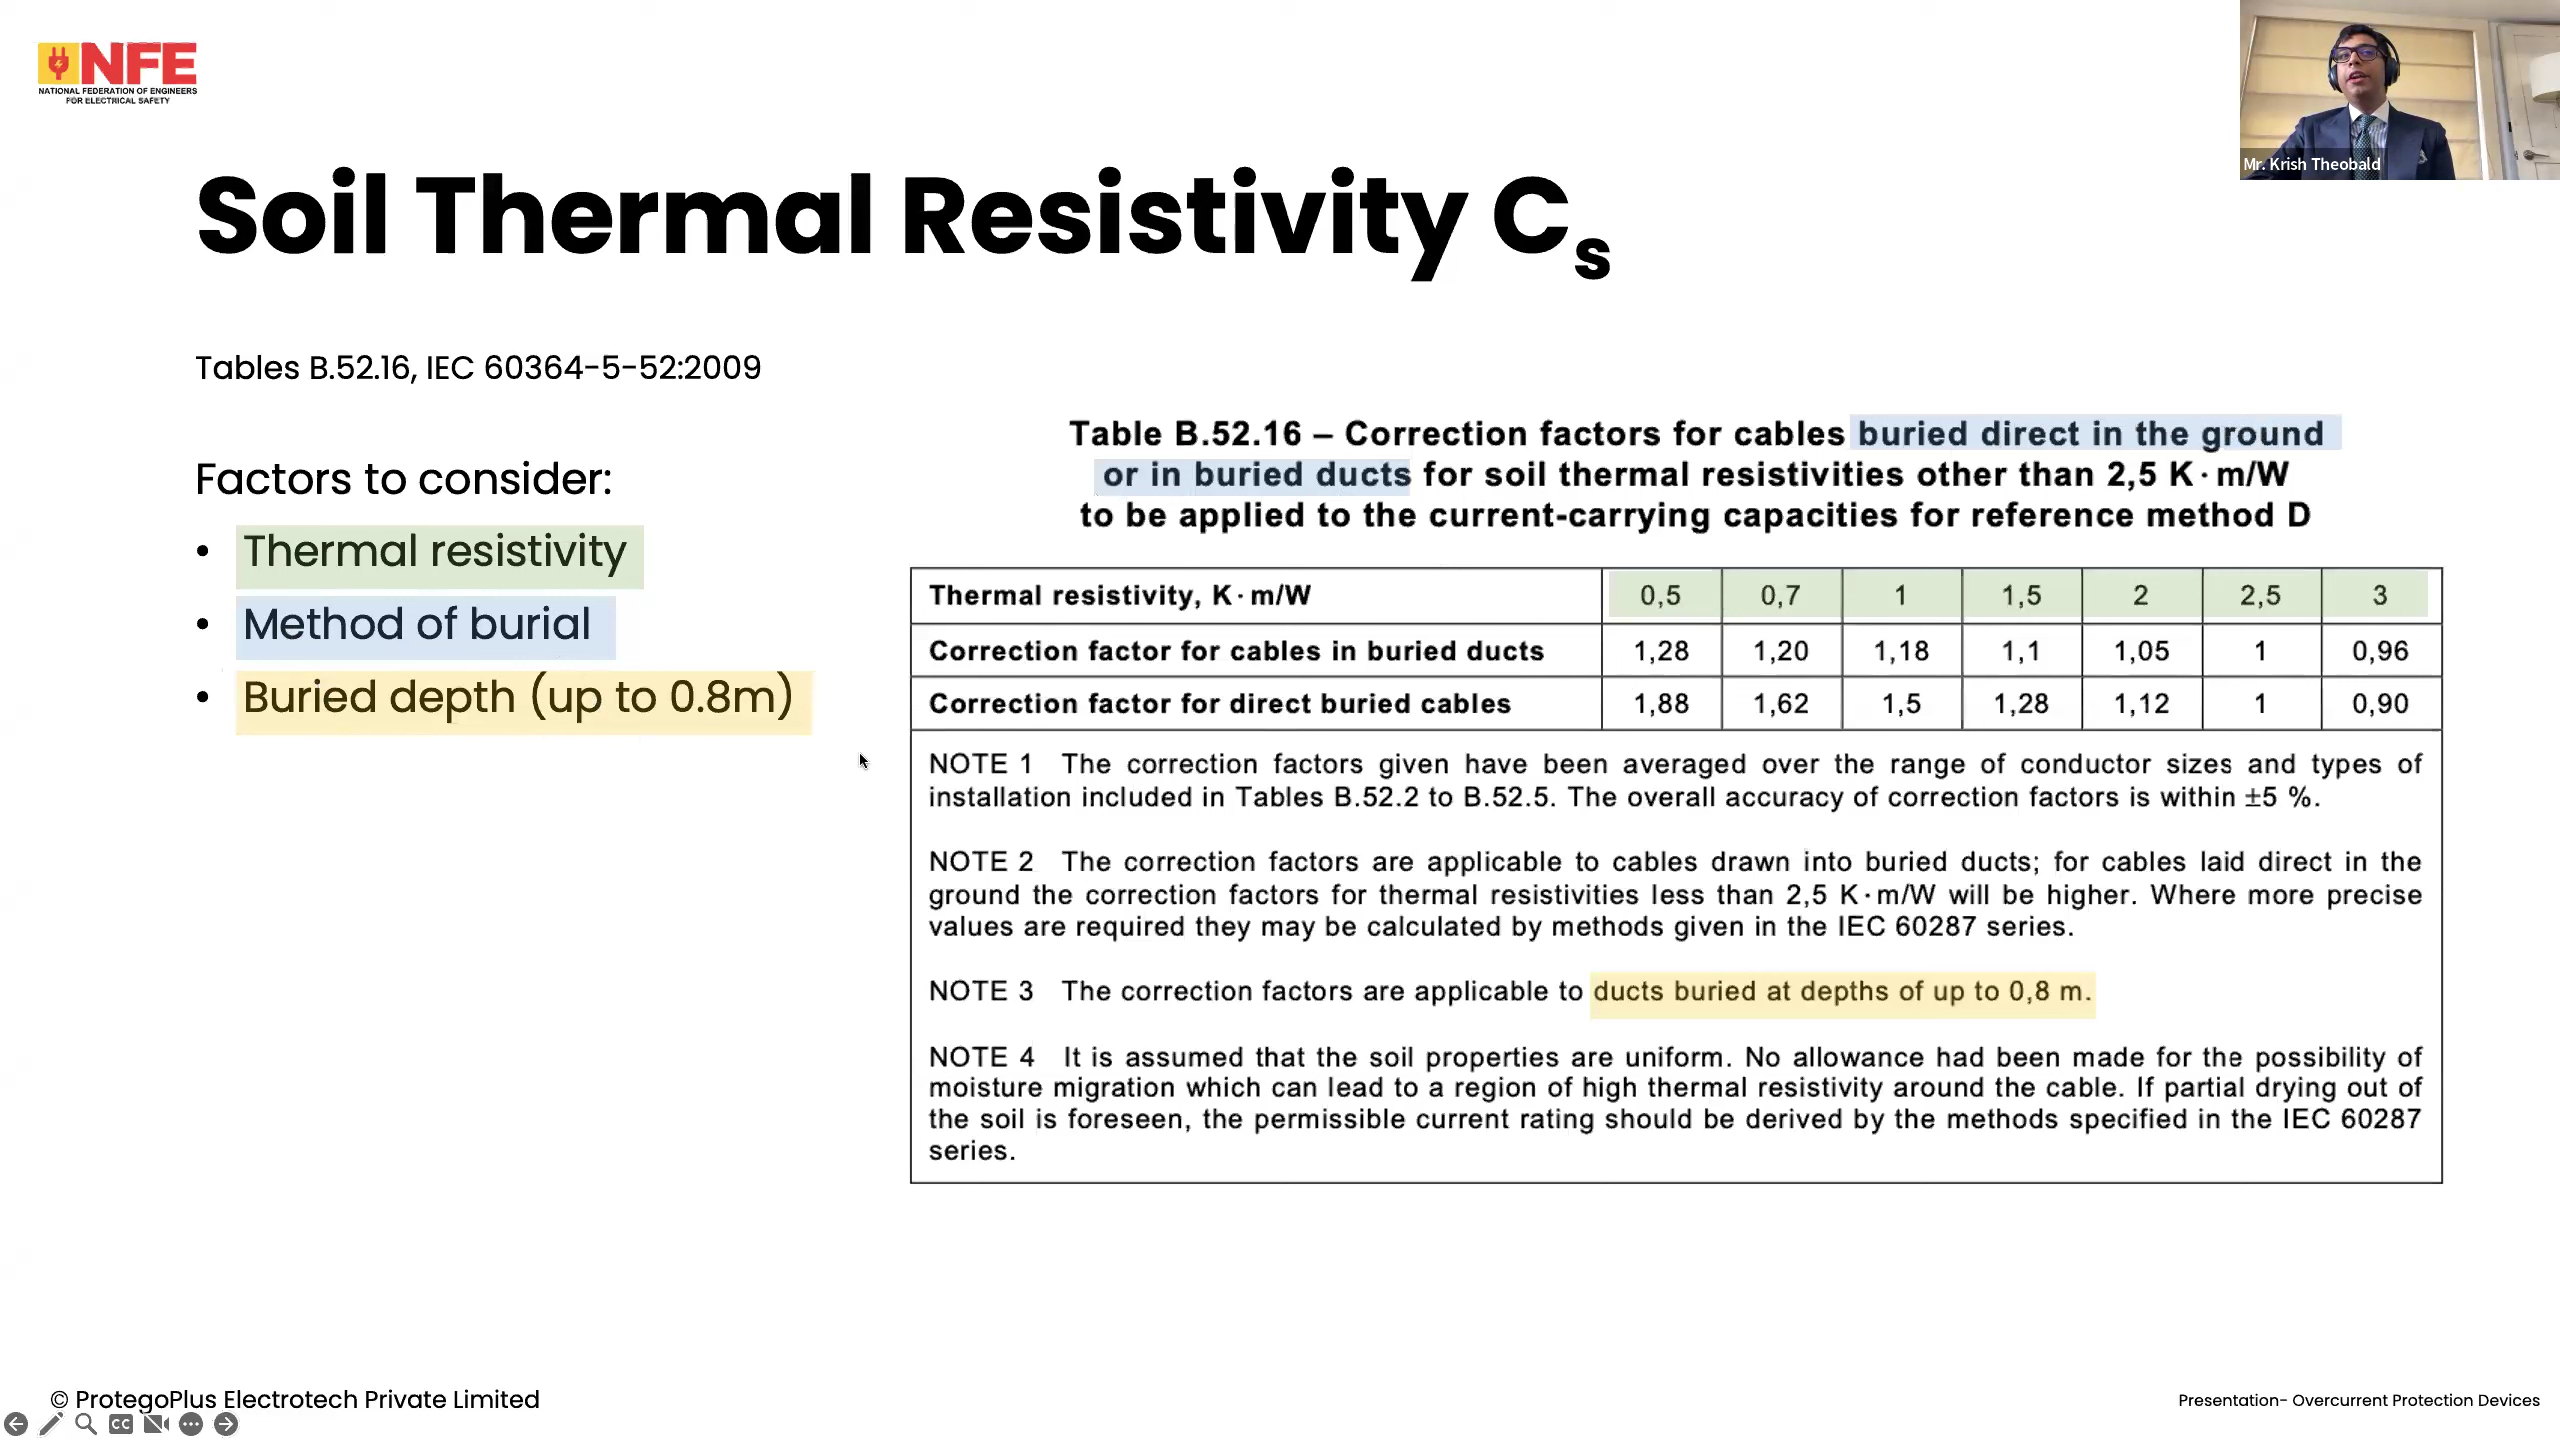 NFE
NATIONAL FEDERATION OF ENGINEERS
FOR ELECTRICAL SAFETY
Mr. Krish Theobald
Soil Thermal Resistivity Cs
Tables B.52.16, IEC 60364-5-52:2009
Factors to consider:
• Thermal resistivity
• Method of burial
• Buried depth (up to 0.8m)
Table B.52.16 – Correction factors for cables buried direct in the ground
or in buried ducts for soil thermal resistivities other than 2,5 K·m/W
to be applied to the current-carrying capacities for reference method D
Thermal resistivity, K·m/W 0,5 0,7 1 1,5 2 2,5 3
Correction factor for cables in buried ducts 1,28 1,20 1,18 1,1 1,05 1 0,96
Correction factor for direct buried cables 1,88 1,62 1,5 1,28 1,12 1 0,90
NOTE 1 The correction factors given have been averaged over the range of conductor sizes and types of
installation included in Tables B.52.2 to B.52.5. The overall accuracy of correction factors is within ±5 %.
NOTE 2 The correction factors are applicable to cables drawn into buried ducts; for cables laid direct in the
ground the correction factors for thermal resistivities less than 2,5 K·m/W will be higher. Where more precise
values are required they may be calculated by methods given in the IEC 60287 series.
NOTE 3 The correction factors are applicable to ducts buried at depths of up to 0,8 m.
NOTE 4 It is assumed that the soil properties are uniform. No allowance had been made for the possibility of
moisture migration which can lead to a region of high thermal resistivity around the cable. If partial drying out of
the soil is foreseen, the permissible current rating should be derived by the methods specified in the IEC 60287
series.
© ProtegoPlus Electrotech Private Limited
Presentation- Overcurrent Protection Devices
CC